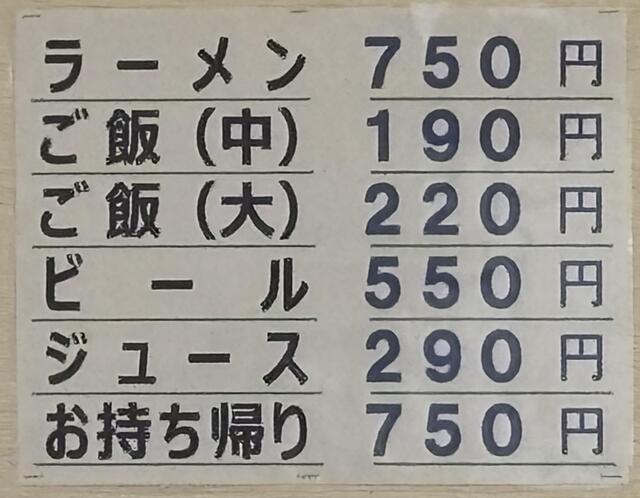 ラーメン 750円
ご飯(中) 190円
ご飯(大) 220円
ビール 550円
ジュース 290円
お持ち帰り 750円